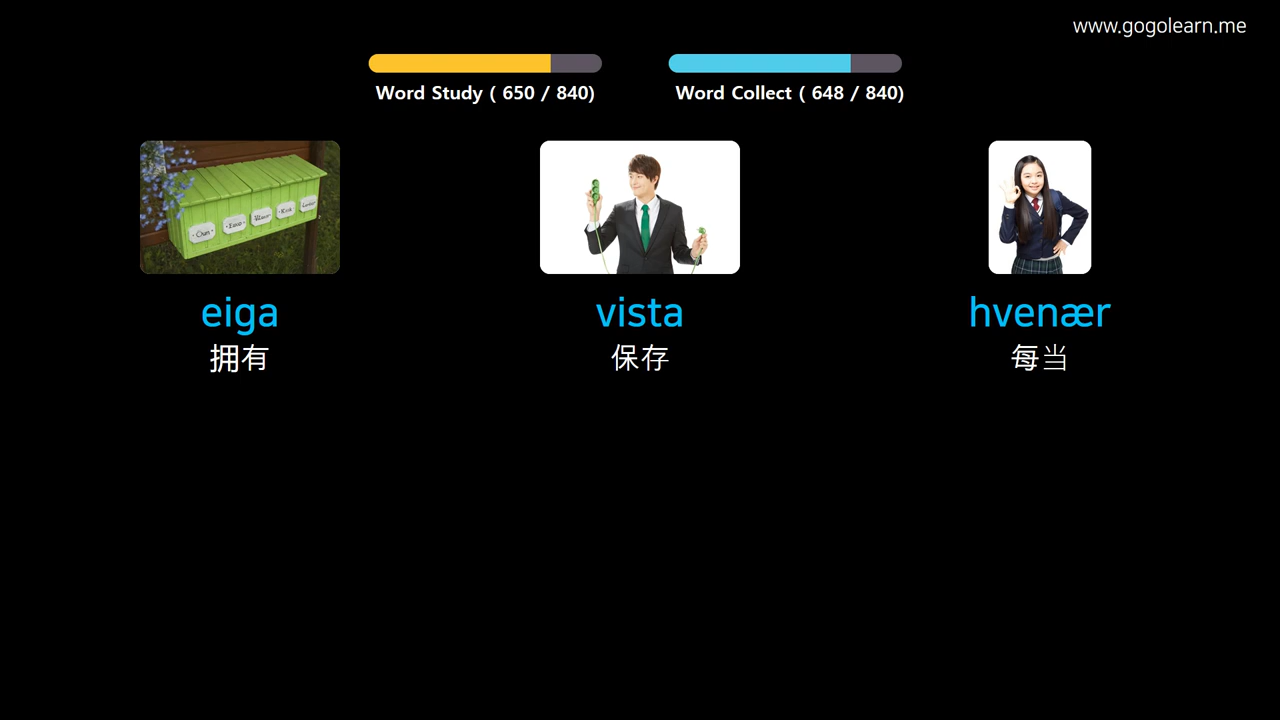 www.gogolearn.me
Word Study ( 650 / 840)
Word Collect ( 648 / 840)
eiga
vista
hvenær
拥有
保存
每当